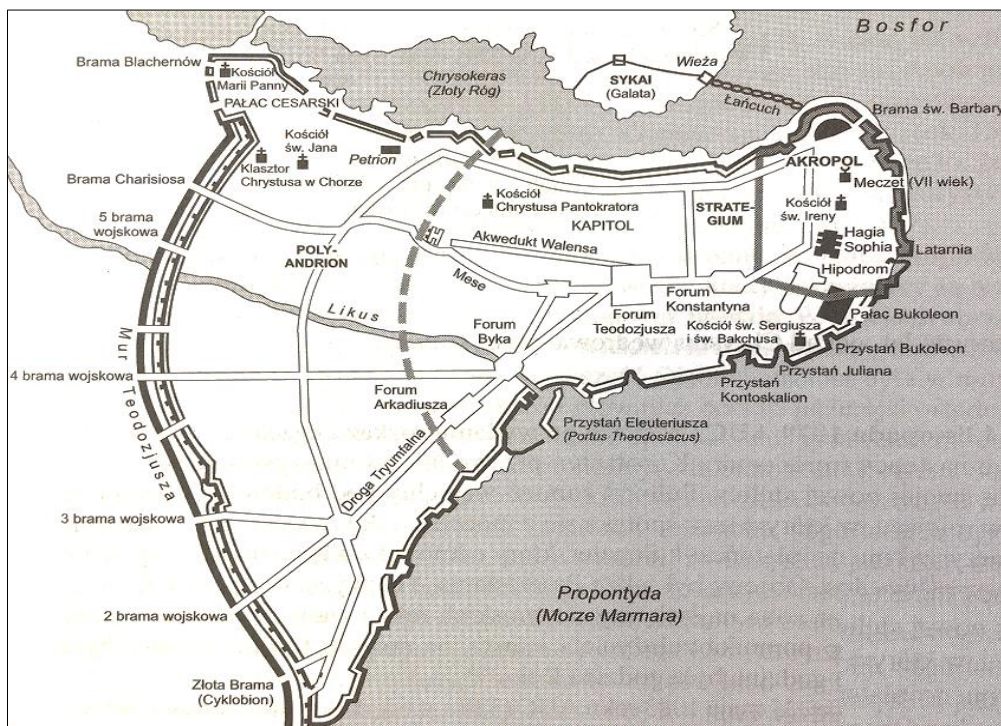 Bosfor
Brama Blachernów
Kościół
Marii Panny
PAŁAC CESARSKI
Chrysokeras
(Złoty Róg)
SYKAI
(Galata)
Wieża
Łańcuch
Brama św. Barbary
Kościół
św. Jana
Petrion
Klasztor
Chrystusa w Chorze
AKROPOL
Meczet (VII wiek)
Brama Charisiosa
Kościół
Chrystusa Pantokratora
KAPITOL
STRATE-
GIUM
Kościół
św. Ireny
5 brama
wojskowa
POLY-
ANDRION
Akwedukt Walensa
Hagia
Sophia
Latarnia
Mese
Hipodrom
Likus
Forum
Konstantyna
Forum
Teodozjusza
Forum
Byka
Kościół św. Sergiusza
i św. Bakchusa
Pałac Bukoleon
Przystań Bukoleon
Przystań Juliana
Przystań
Kontoskalion
Mur Teodozjusza
4 brama wojskowa
Forum
Arkadiusza
Przystań Eleuteriusza
(Portus Theodosiacus)
Droga Tryumfalna
3 brama wojskowa
2 brama wojskowa
Propontyda
(Morze Marmara)
Złota Brama
(Cyklobion)